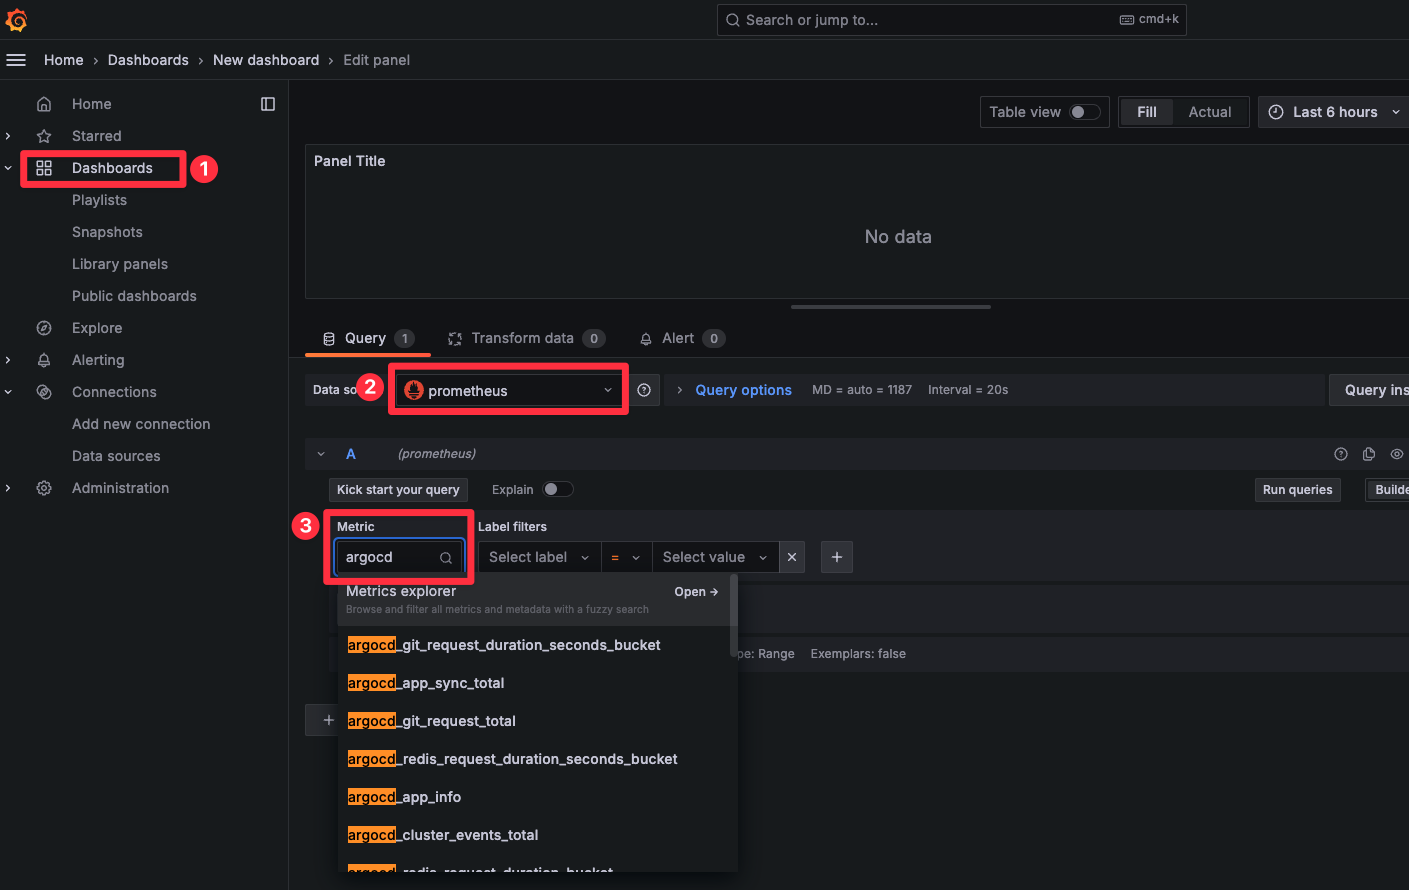 Search or jump to...
cmd+k
Home › Dashboards › New dashboard › Edit panel
Home
Starred
Dashboards
1
Playlists
Snapshots
Library panels
Public dashboards
Explore
Alerting
Connections
Add new connection
Data sources
Administration
Table view
Fill
Actual
Last 6 hours
Panel Title
No data
Query 1
Transform data 0
Alert 0
Data so
2
prometheus
Query options
MD = auto = 1187
Interval = 20s
Query ins
A
(prometheus)
Kick start your query
Explain
Run queries
Builde
3
Metric
Label filters
argocd
Select label
=
Select value
Metrics explorer
Open →
Browse and filter all metrics and metadata with a fuzzy search
argocd_git_request_duration_seconds_bucket
pe: Range
Exemplars: false
argocd_app_sync_total
argocd_git_request_total
argocd_redis_request_duration_seconds_bucket
argocd_app_info
argocd_cluster_events_total
argocd_redis_request_duration_bucket